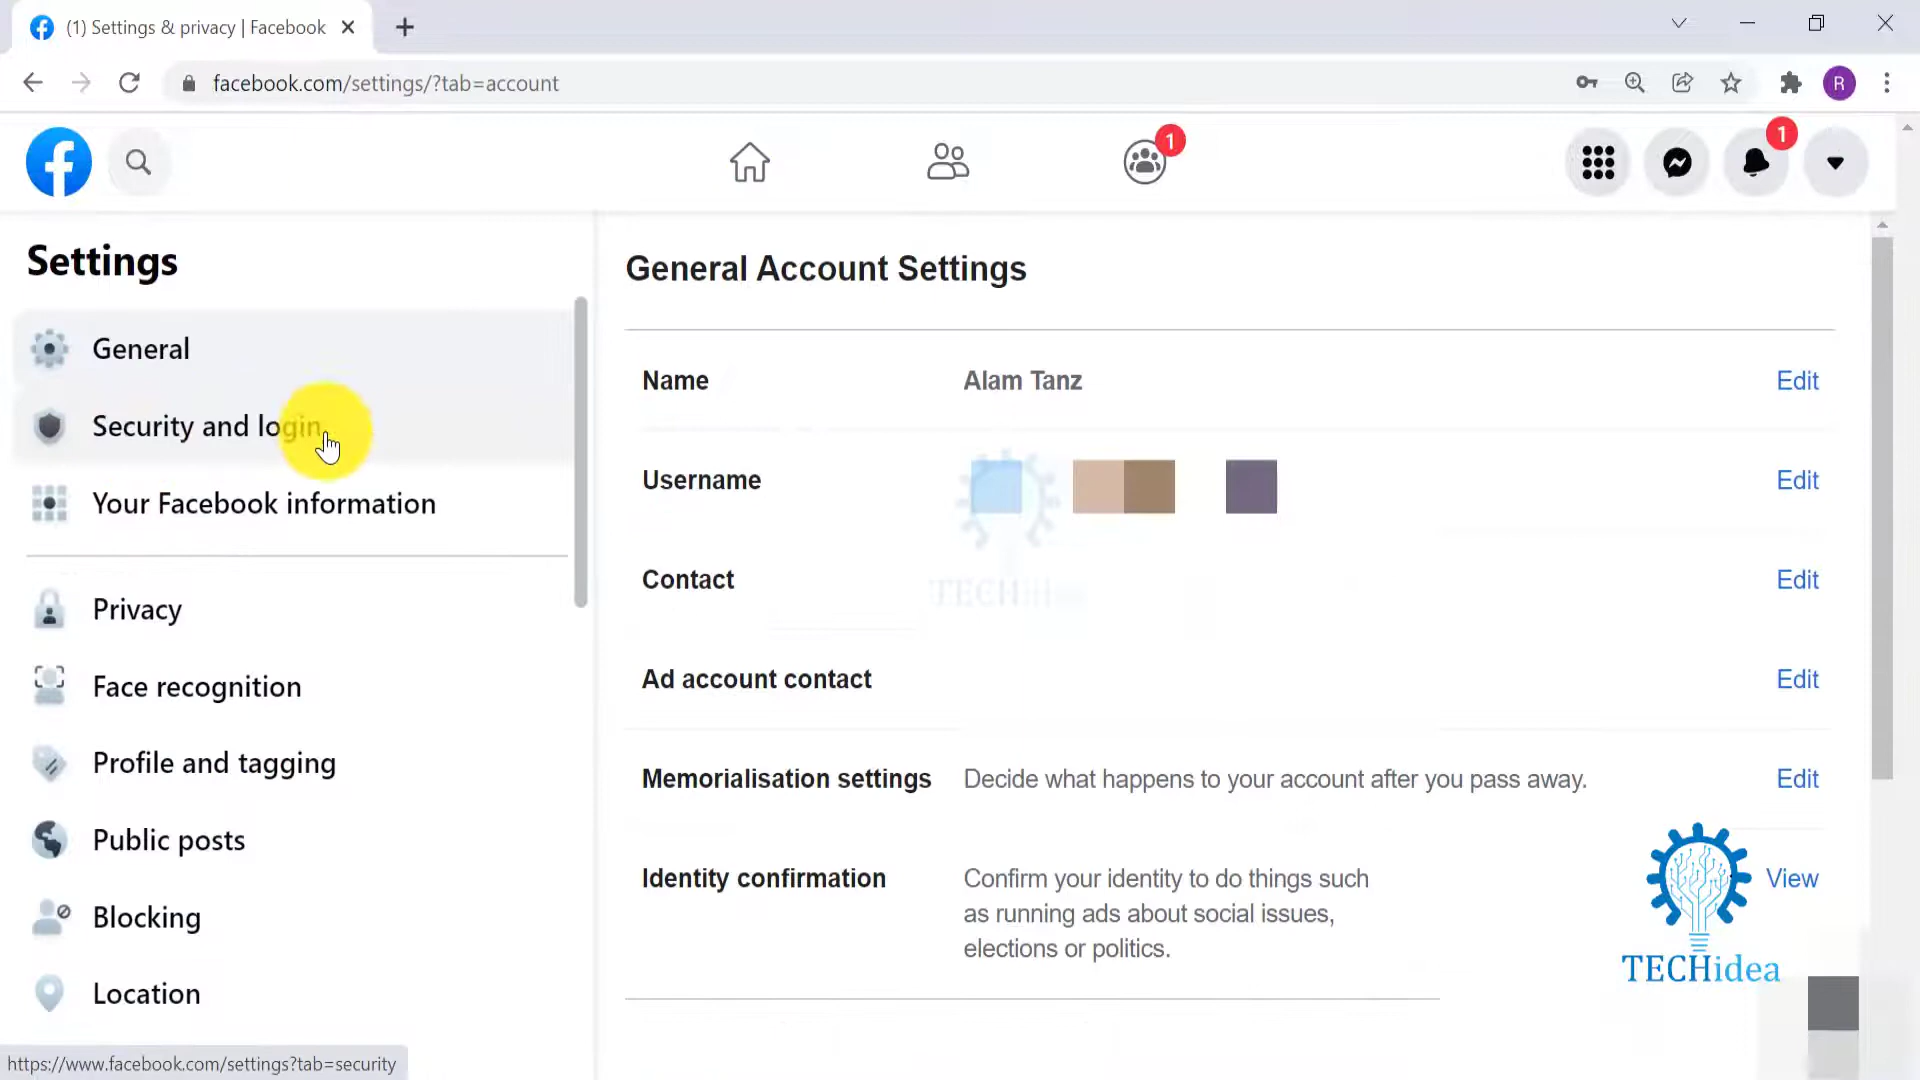 (1) Settings & privacy | Facebook
facebook.com/settings/?tab=account
R
1
1
Settings
General
Security and login
Your Facebook information
Privacy
Face recognition
Profile and tagging
Public posts
Blocking
Location
https://www.facebook.com/settings?tab=security
General Account Settings
Name Alam Tanz Edit
Username Edit
Contact Edit
TECHidea
Ad account contact Edit
Memorialisation settings Decide what happens to your account after you pass away. Edit
Identity confirmation Confirm your identity to do things such View
as running ads about social issues,
elections or politics.
TECHidea